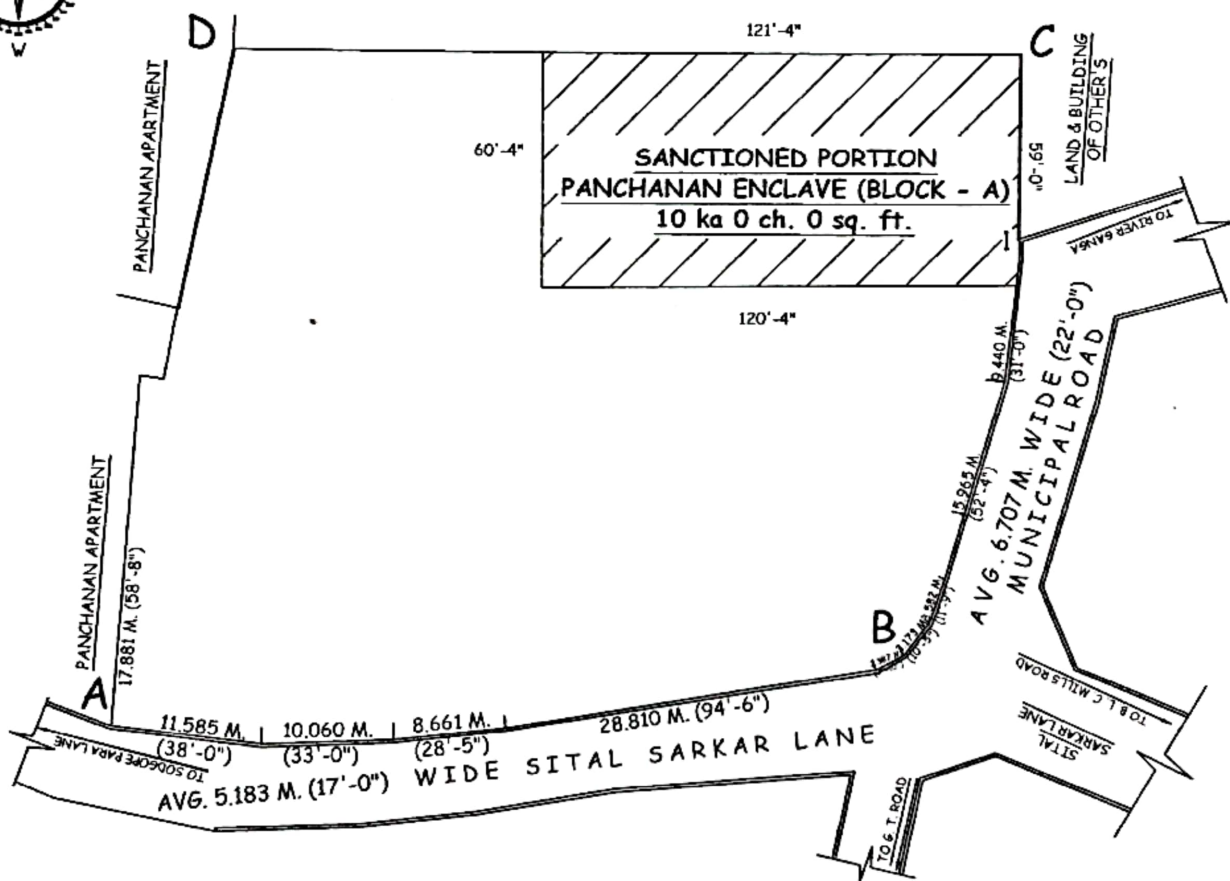 W
D
121'-4"
C
PANCHANAN APARTMENT
60'-4"
SANCTIONED PORTION
PANCHANAN ENCLAVE (BLOCK - A)
10 ka 0 ch. 0 sq. ft.
59'-0"
LAND & BUILDING
OF OTHER'S
TO RIVER GANGA
120'-4"
9.440 M.
(31'-0")
15.965 M.
(52'-4")
AVG. 6.707 M. WIDE (22'-0")
MUNICIPAL ROAD
PANCHANAN APARTMENT
17.881 M. (58'-8")
B
(11'-9")
A
11.585 M.
(38'-0")
10.060 M.
(33'-0")
8.661 M.
(28'-5")
28.810 M. (94'-6")
TO SODGOPE PARA LANE
AVG. 5.183 M. (17'-0") WIDE SITAL SARKAR LANE
TO B L C MILLS ROAD
SITAL
SARKAR LANE
TO G. T. ROAD